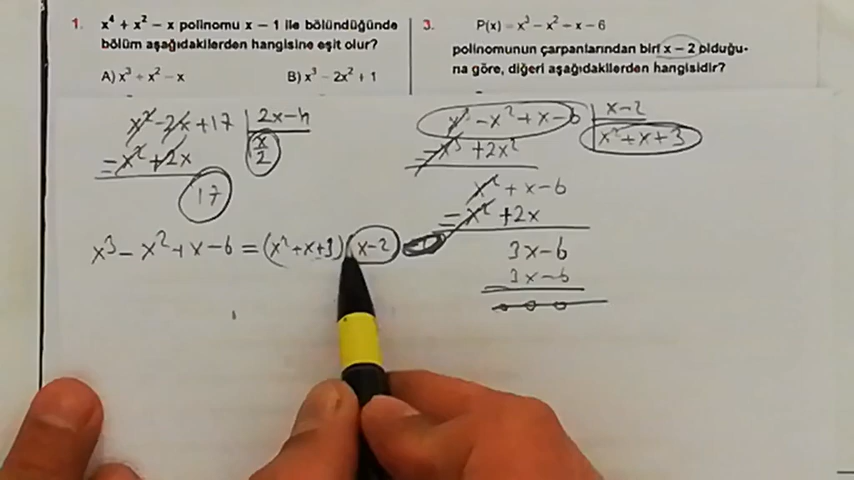 1. x⁴ + x² − x polinomu x − 1 ile bölündüğünde
bölüm aşağıdakilerden hangisine eşit olur?
A) x³ + x² − x B) x³ − 2x² + 1
3. P(x) = x³ − x² + x − 6
polinomunun çarpanlarından biri x − 2 olduğu-
na göre, diğeri aşağıdakilerden hangisidir?
x² - 2x + 17 | 2x - 4
x/2
-x² + 2x
17
x³ - x² + x - 6 | x - 2
x² + x + 3
-x³ + 2x²
x² + x - 6
-x² + 2x
3x - 6
3x - 6
x³ - x² + x - 6 = (x² + x + 3) (x - 2)